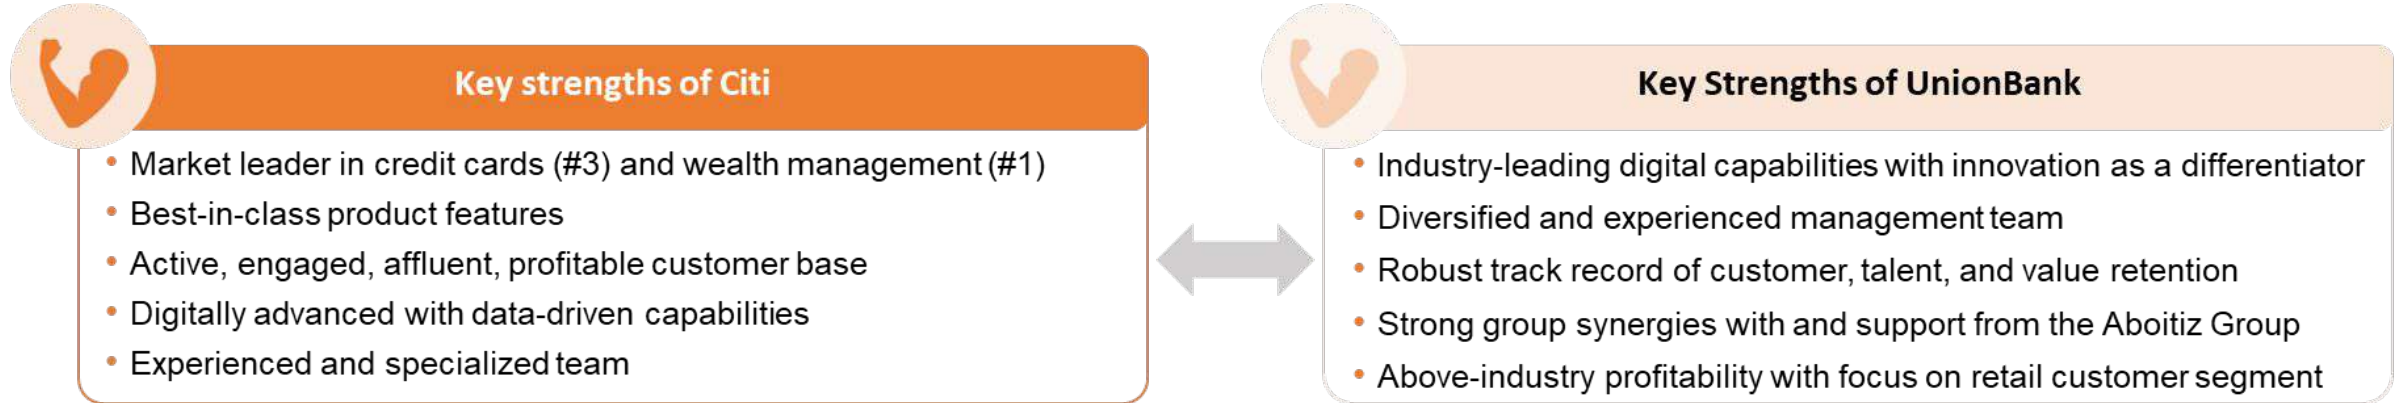 Key strengths of Citi
• Market leader in credit cards (#3) and wealth management (#1)
• Best-in-class product features
• Active, engaged, affluent, profitable customer base
• Digitally advanced with data-driven capabilities
• Experienced and specialized team
Key Strengths of UnionBank
• Industry-leading digital capabilities with innovation as a differentiator
• Diversified and experienced management team
• Robust track record of customer, talent, and value retention
• Strong group synergies with and support from the Aboitiz Group
• Above-industry profitability with focus on retail customer segment